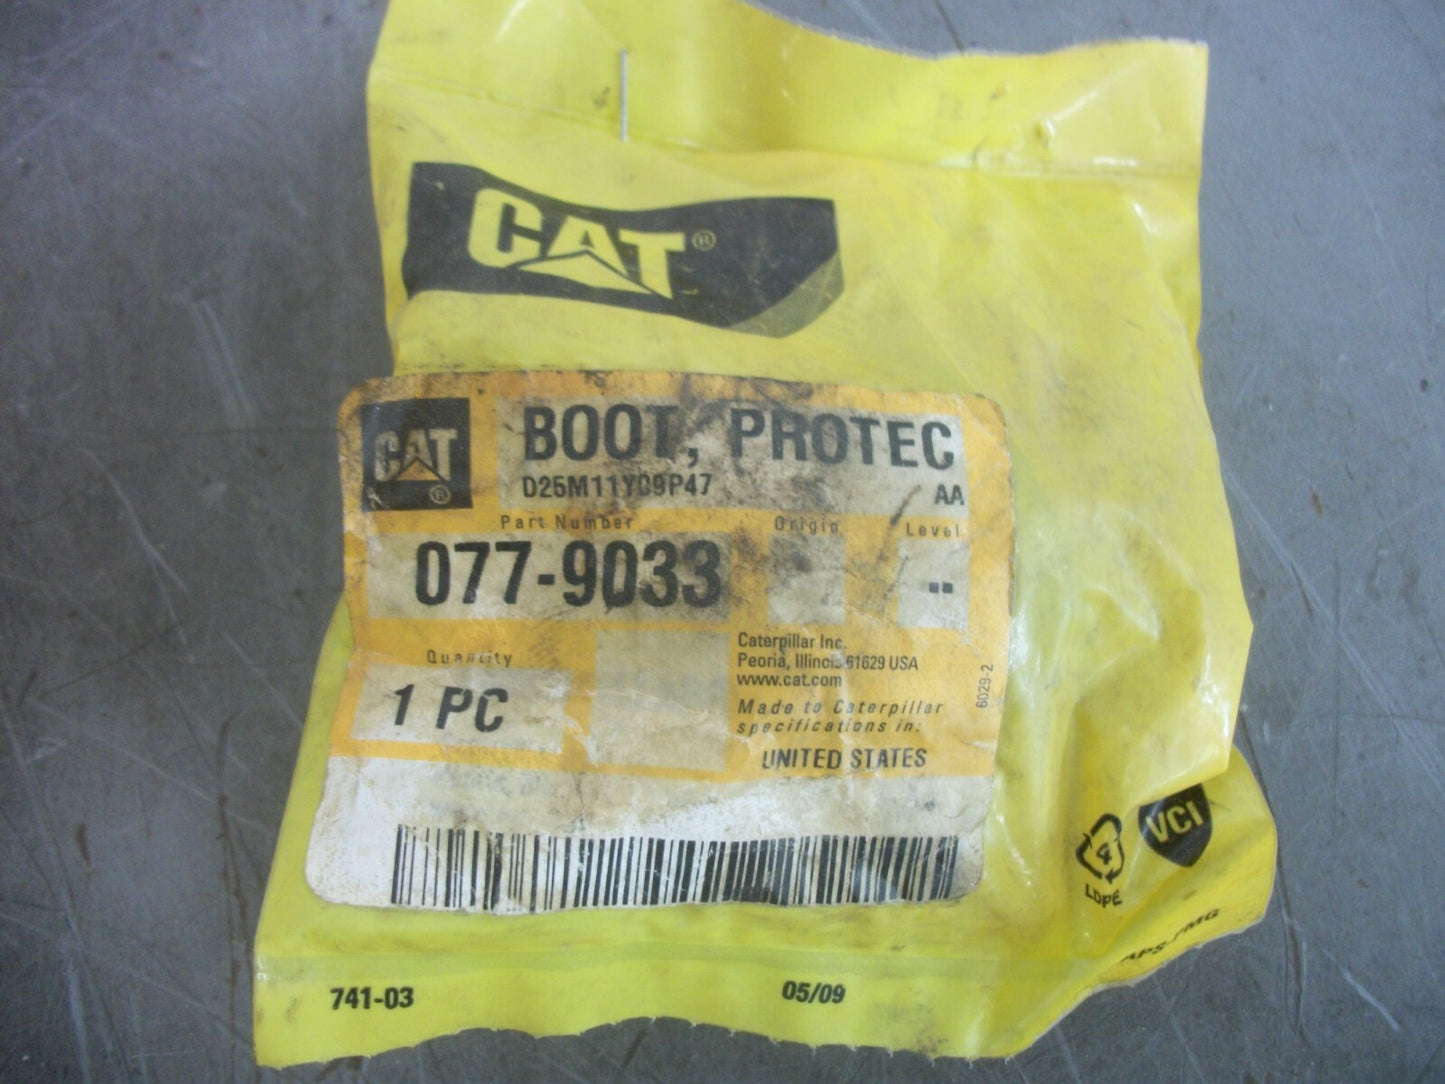 CAT®
CAT®
BOOT, PROTEC
D25M11Y09P47 AA
Part Number Origin Level
077-9033 --
Quantity
1 PC
Caterpillar Inc.
Peoria, Illinois 61629 USA
www.cat.com
Made to Caterpillar
specifications in:
UNITED STATES
6029-2
4
LDPE
VCI
741-03
05/09